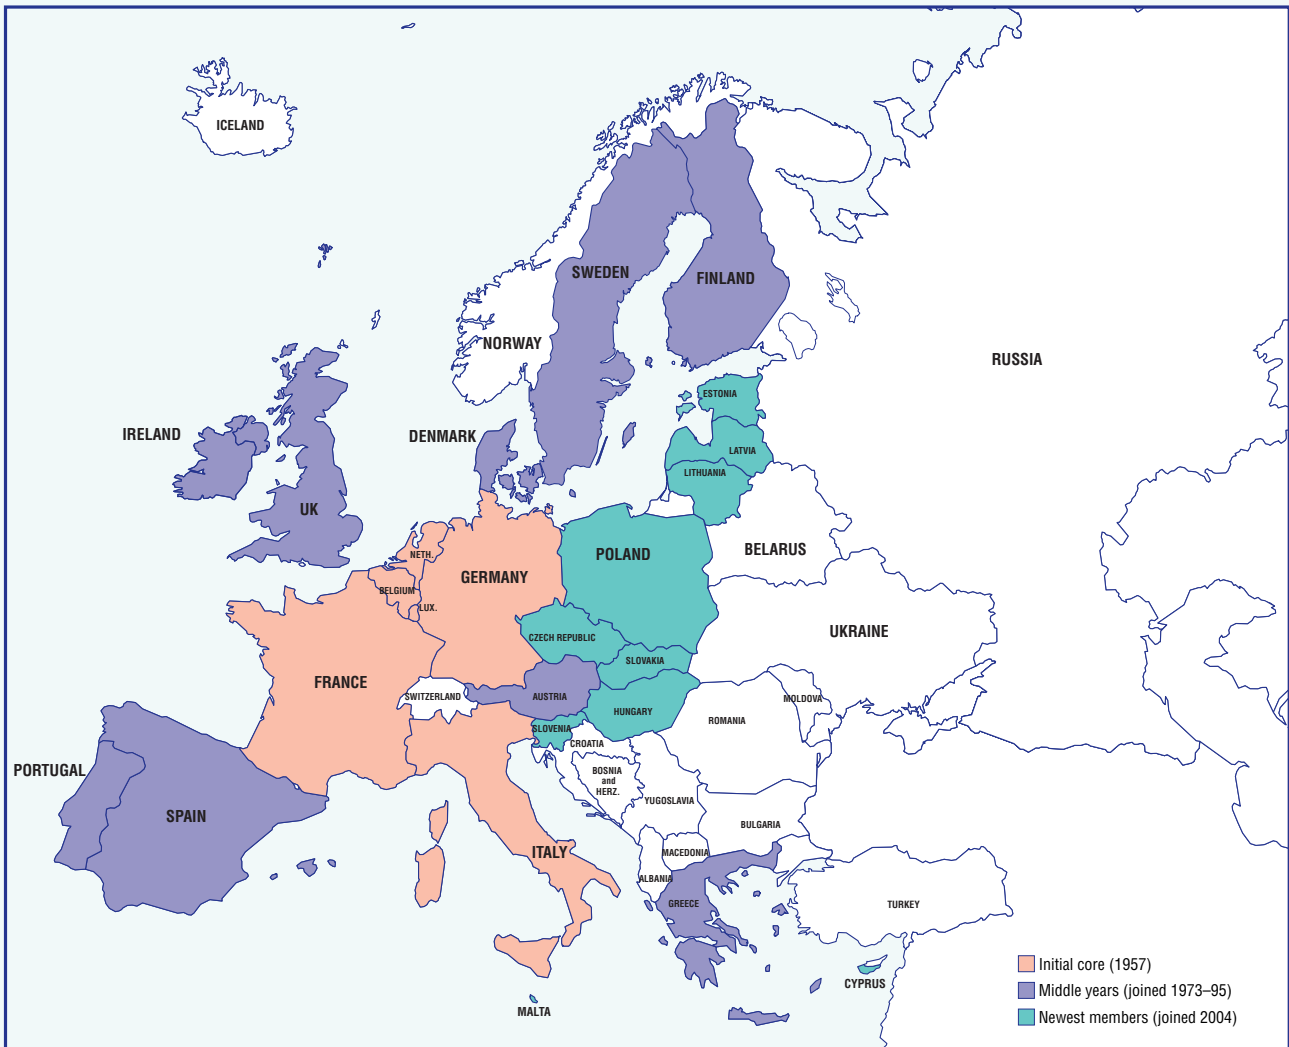 ICELAND
SWEDEN
FINLAND
NORWAY
RUSSIA
ESTONIA
IRELAND
DENMARK
LATVIA
LITHUANIA
UK
BELARUS
NETH.
POLAND
GERMANY
BELGIUM
LUX.
UKRAINE
CZECH REPUBLIC
SLOVAKIA
FRANCE
SWITZERLAND
AUSTRIA
MOLDOVA
HUNGARY
ROMANIA
SLOVENIA
CROATIA
PORTUGAL
BOSNIA
and
HERZ.
YUGOSLAVIA
SPAIN
BULGARIA
ITALY
MACEDONIA
ALBANIA
GREECE
TURKEY
CYPRUS
MALTA
Initial core (1957)
Middle years (joined 1973–95)
Newest members (joined 2004)